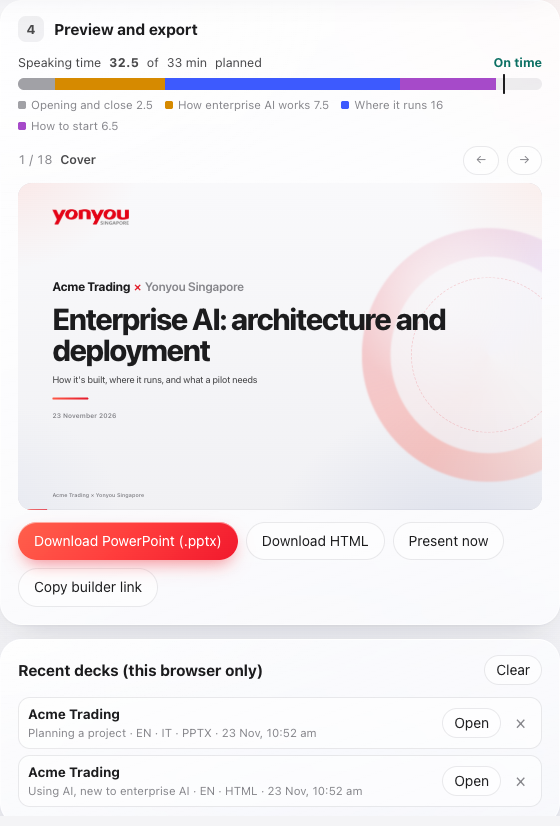 4 Preview and export
Speaking time 32.5 of 33 min planned On time
Opening and close 2.5 How enterprise AI works 7.5 Where it runs 16
How to start 6.5
1 / 18 Cover ← →
yonyou
SINGAPORE
Acme Trading × Yonyou Singapore
Enterprise AI: architecture and
deployment
How it's built, where it runs, and what a pilot needs
23 November 2026
Acme Trading × Yonyou Singapore
Download PowerPoint (.pptx) Download HTML Present now
Copy builder link
Recent decks (this browser only) Clear
Acme Trading
Planning a project · EN · IT · PPTX · 23 Nov, 10:52 am
Open ×
Acme Trading
Using AI, new to enterprise AI · EN · HTML · 23 Nov, 10:52 am
Open ×